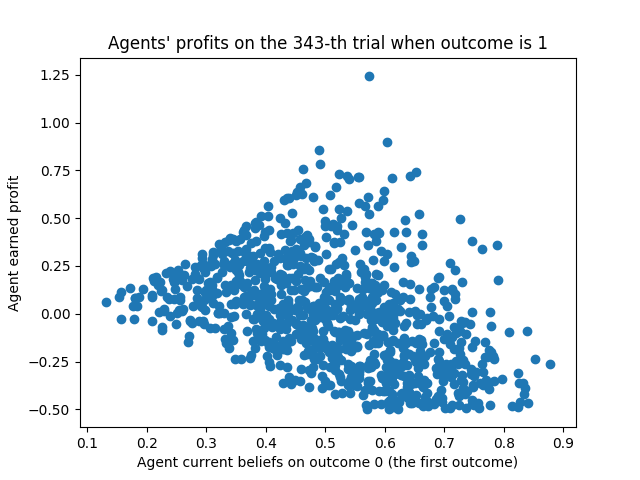 Agents' profits on the 343-th trial when outcome is 1
1.25
1.00
0.75
0.50
0.25
0.00
−0.25
−0.50
Agent earned profit
0.1 0.2 0.3 0.4 0.5 0.6 0.7 0.8 0.9
Agent current beliefs on outcome 0 (the first outcome)